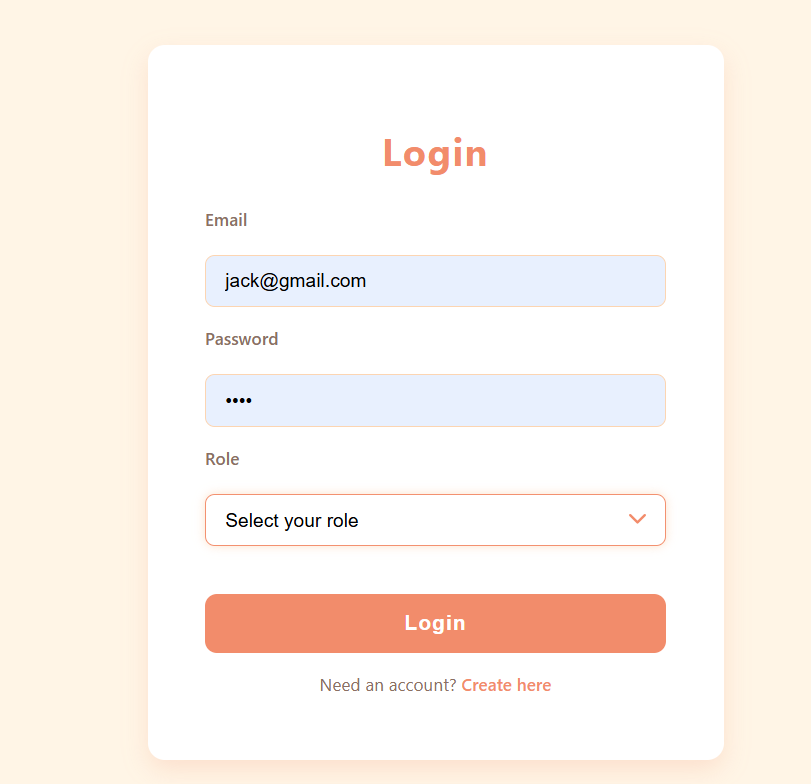 Login
Email
jack@gmail.com
Password
••••
Role
Select your role
Login
Need an account? Create here